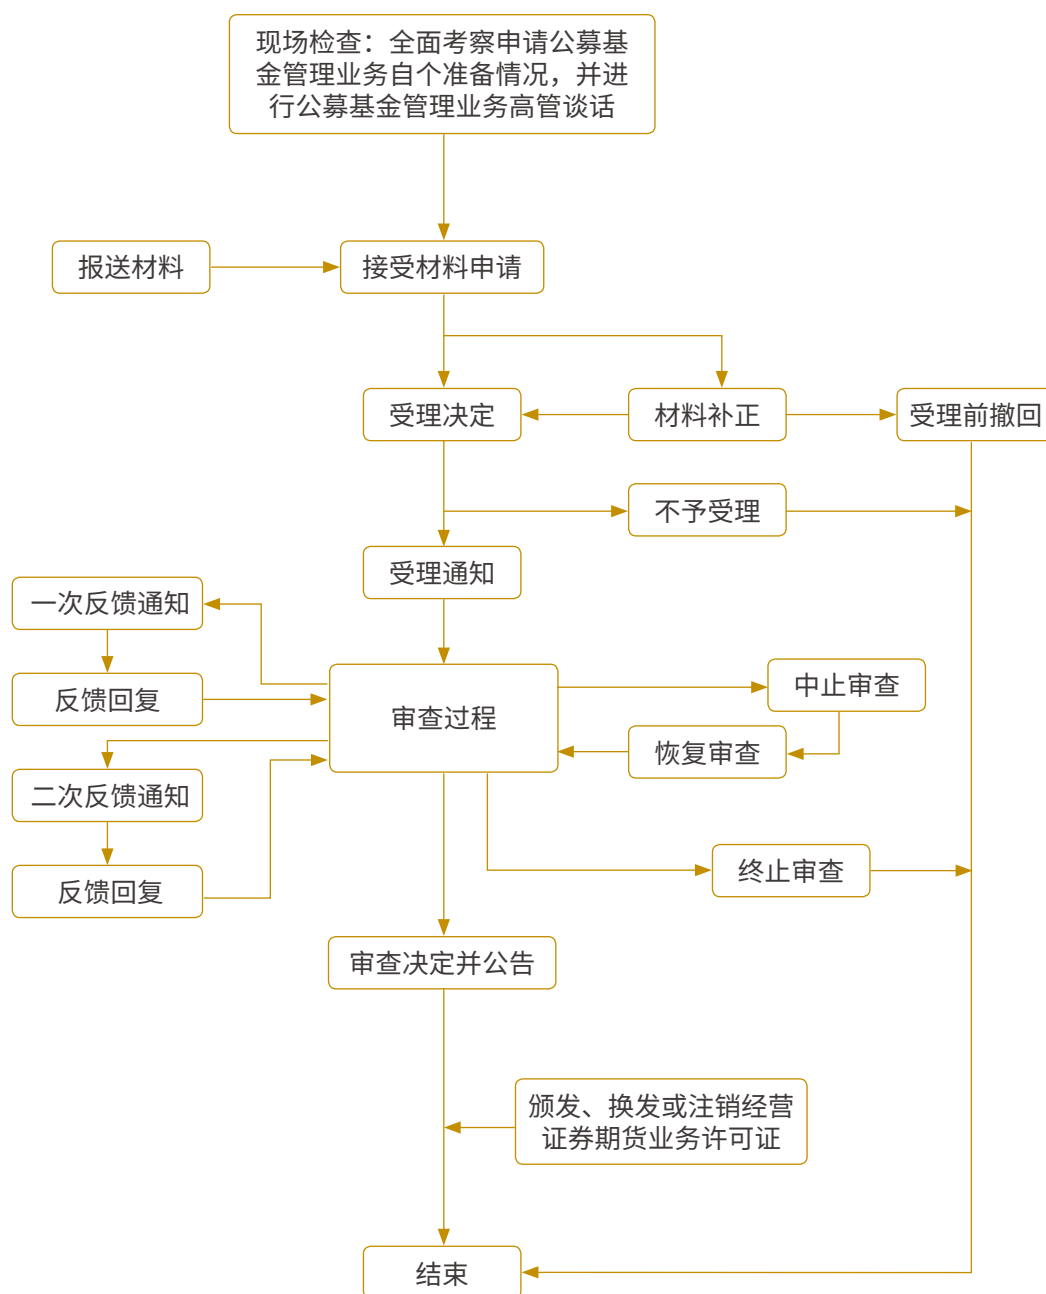 现场检查：全面考察申请公募基
金管理业务自个准备情况，并进
行公募基金管理业务高管谈话
报送材料
接受材料申请
受理决定
材料补正
受理前撤回
不予受理
受理通知
一次反馈通知
反馈回复
审查过程
中止审查
恢复审查
二次反馈通知
反馈回复
终止审查
审查决定并公告
颁发、换发或注销经营
证券期货业务许可证
结束